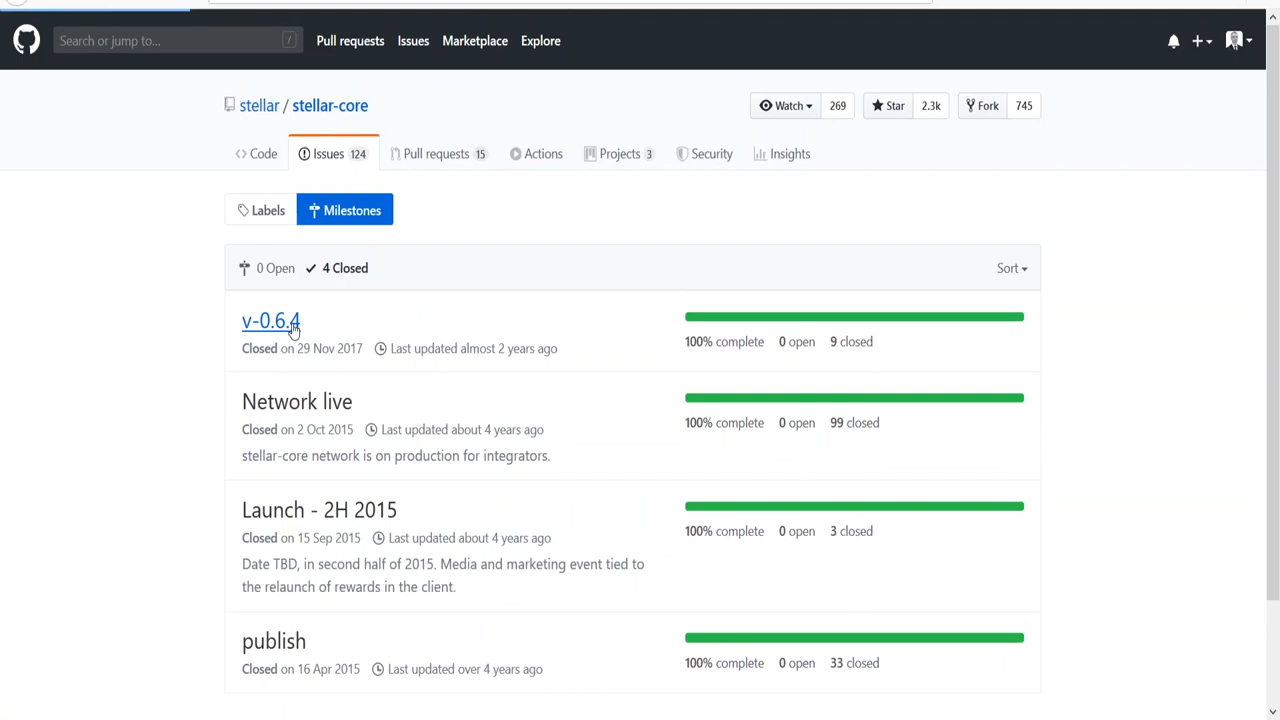 Search or jump to... /
Pull requests Issues Marketplace Explore
stellar / stellar-core
Watch 269 Star 2.3k Fork 745
Code Issues 124 Pull requests 15 Actions Projects 3 Security Insights
Labels Milestones
0 Open 4 Closed Sort
v-0.6.4
100% complete 0 open 9 closed
Closed on 29 Nov 2017 Last updated almost 2 years ago
Network live
100% complete 0 open 99 closed
Closed on 2 Oct 2015 Last updated about 4 years ago
stellar-core network is on production for integrators.
Launch - 2H 2015
100% complete 0 open 3 closed
Closed on 15 Sep 2015 Last updated about 4 years ago
Date TBD, in second half of 2015. Media and marketing event tied to
the relaunch of rewards in the client.
publish
100% complete 0 open 33 closed
Closed on 16 Apr 2015 Last updated over 4 years ago